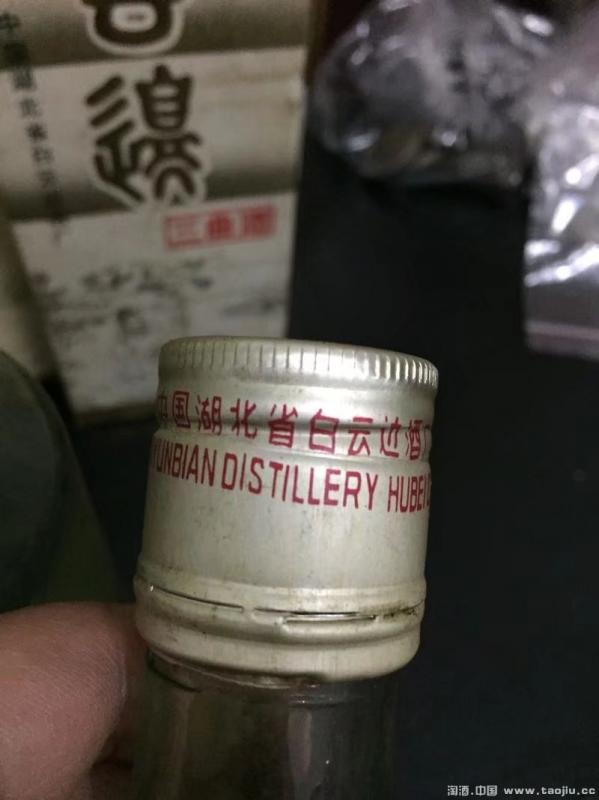 邊
三曲酒
中国湖北省白云边酒厂
YUNBIAN DISTILLERY HUBEI
淘酒.中国 www.taojiu.cc